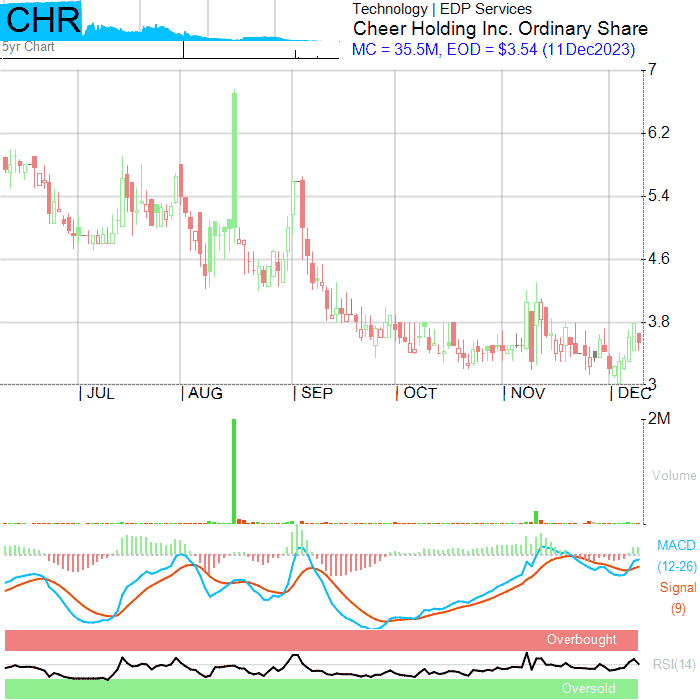 CHR
5yr Chart
Technology | EDP Services
Cheer Holding Inc. Ordinary Share
MC = 35.5M, EOD = $3.54 (11Dec2023)
7
6.2
5.4
4.6
3.8
3
JUL
AUG
SEP
OCT
NOV
DEC
2M
Volume
MACD
(12-26)
Signal
(9)
Overbought
RSI(14)
Oversold